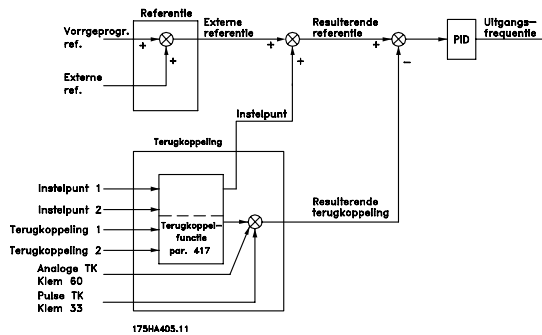 Referentie
Vorrgeprogr.
ref.
Externe
referentie
Resulterende
referentie
PID
Uitgangs-
frequentie
+
+
+
+
+
–
Externe
ref.
Instelpunt
Terugkoppeling
Instelpunt 1
Instelpunt 2
Terugkoppeling 1
Terugkoppeling 2
Terugkoppel-
functie
par. 417
Resulterende
terugkoppeling
Analoge TK
Klem 60
Pulse TK
Klem 33
175HA405.11